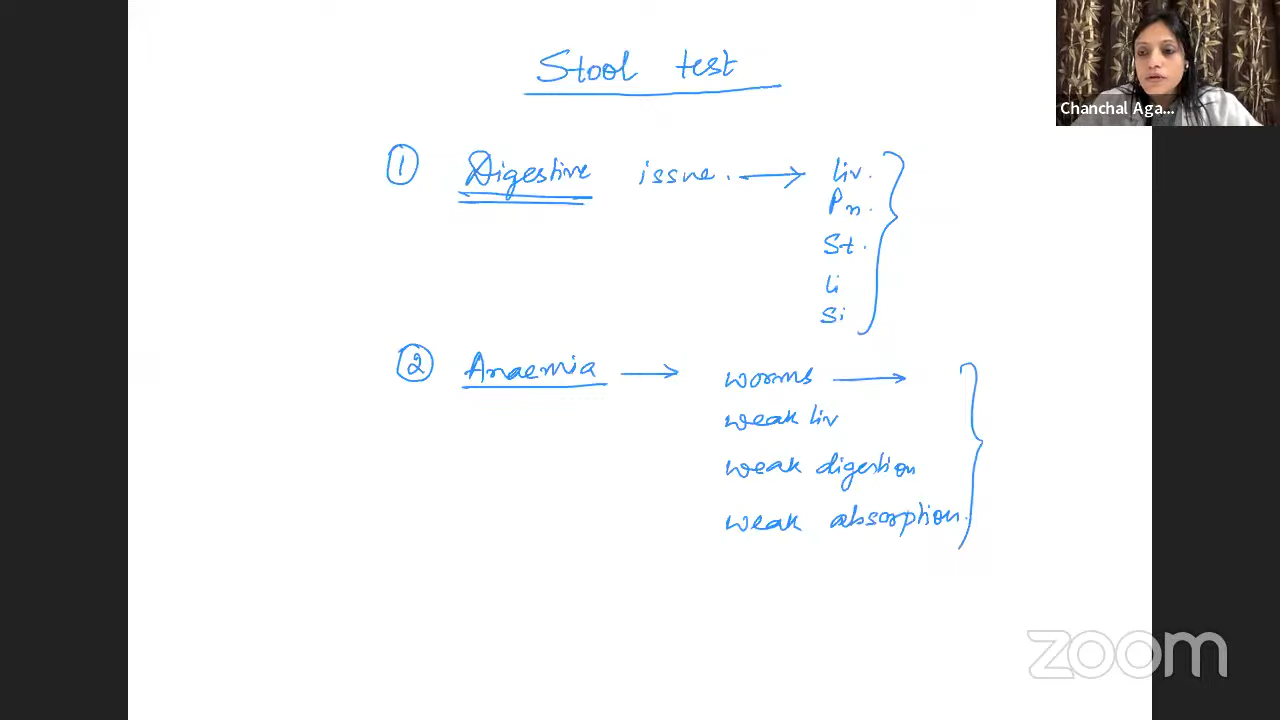 Stool test
Chanchal Aga...
① Digestive issue. → liv.
Pn.
St.
Li
Si
② Anaemia → worms →
weak liv
weak digestion
weak absorption.
zoom